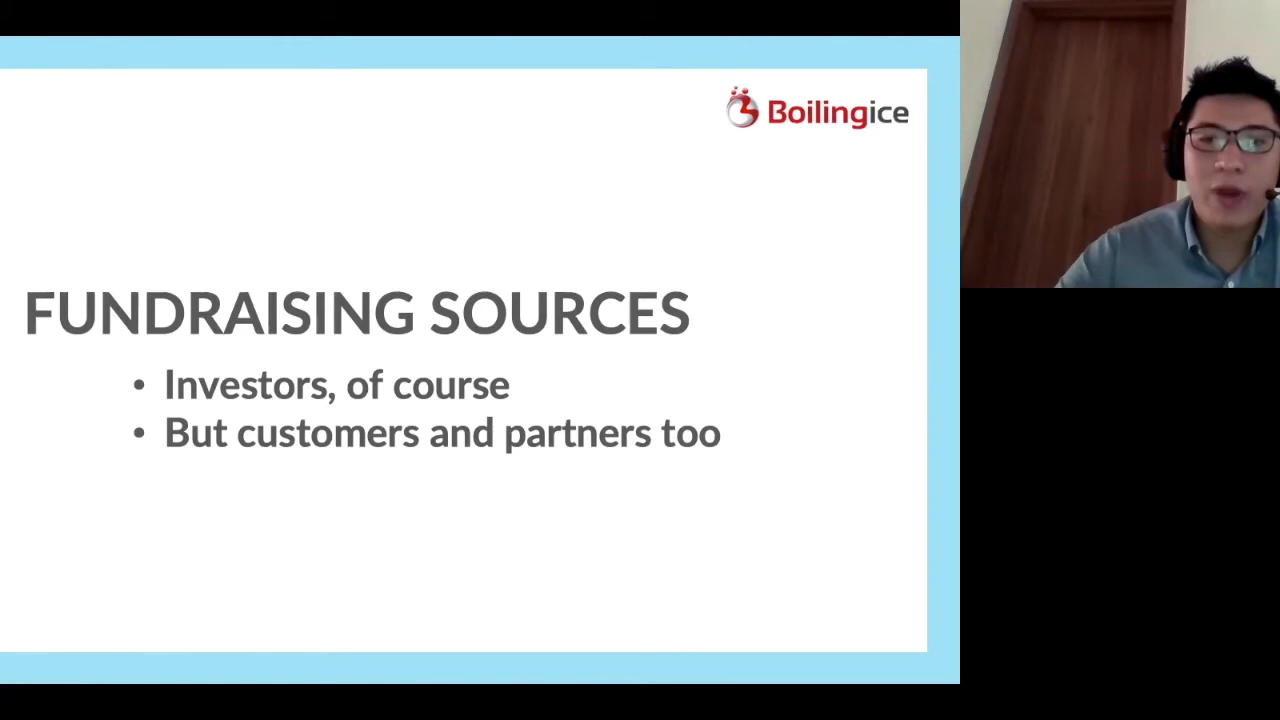 Boilingice
FUNDRAISING SOURCES
• Investors, of course
• But customers and partners too